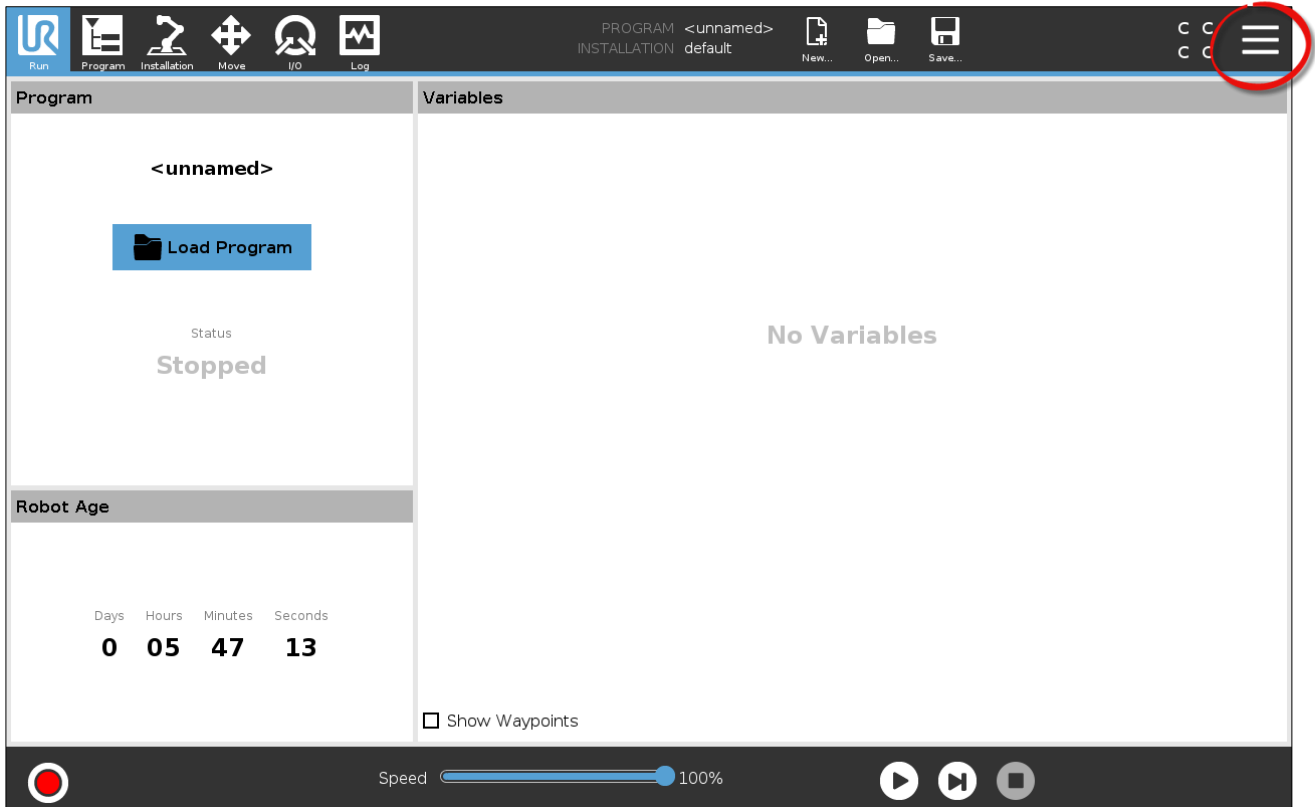 UR
Run
Program
Installation
Move
I/O
Log
PROGRAM <unnamed>
INSTALLATION default
New...
Open...
Save...
C C
C C
Program
<unnamed>
Load Program
Status
Stopped
Robot Age
Days Hours Minutes Seconds
0 05 47 13
Variables
No Variables
Show Waypoints
Speed 100%